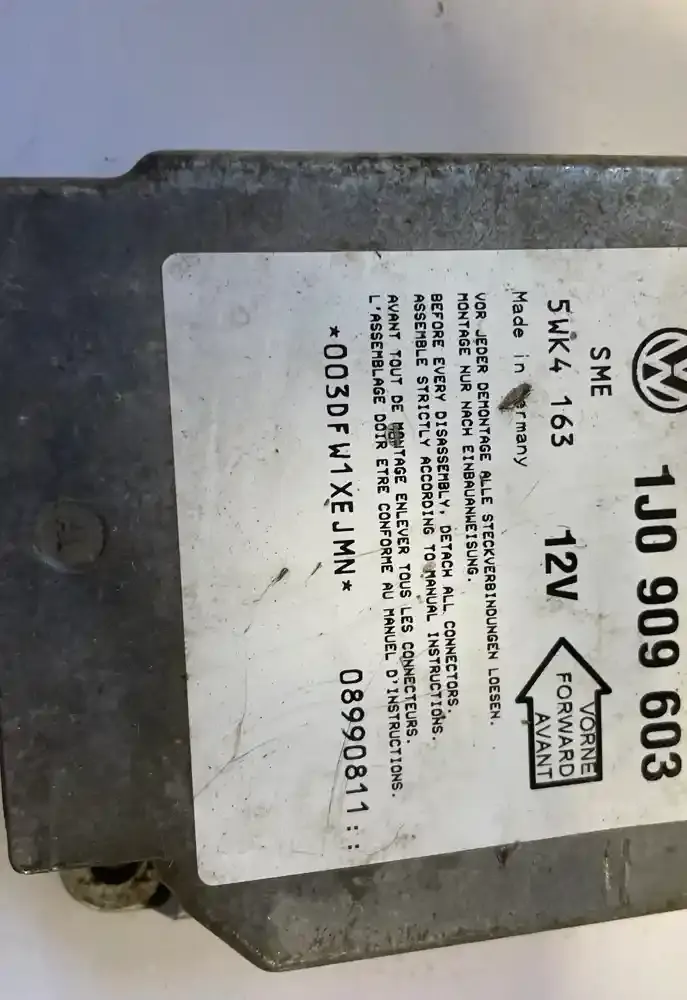 1J0 909 603
SME
5WK4 163
12V
VORNE
FORWARD
AVANT
Made in Germany
VOR JEDER DEMONTAGE ALLE STECKVERBINDUNGEN LOESEN.
MONTAGE NUR NACH EINBAUANWEISUNG.
BEFORE EVERY DISASSEMBLY, DETACH ALL CONNECTORS.
ASSEMBLE STRICTLY ACCORDING TO MANUAL INSTRUCTIONS.
AVANT TOUT DE MONTAGE ENLEVER TOUS LES CONNECTEURS.
L'ASSEMBLAGE DOIR ETRE CONFORME AU MANUEL D'INSTRUCTIONS.
*003DFW1XEJMN* 08990811::